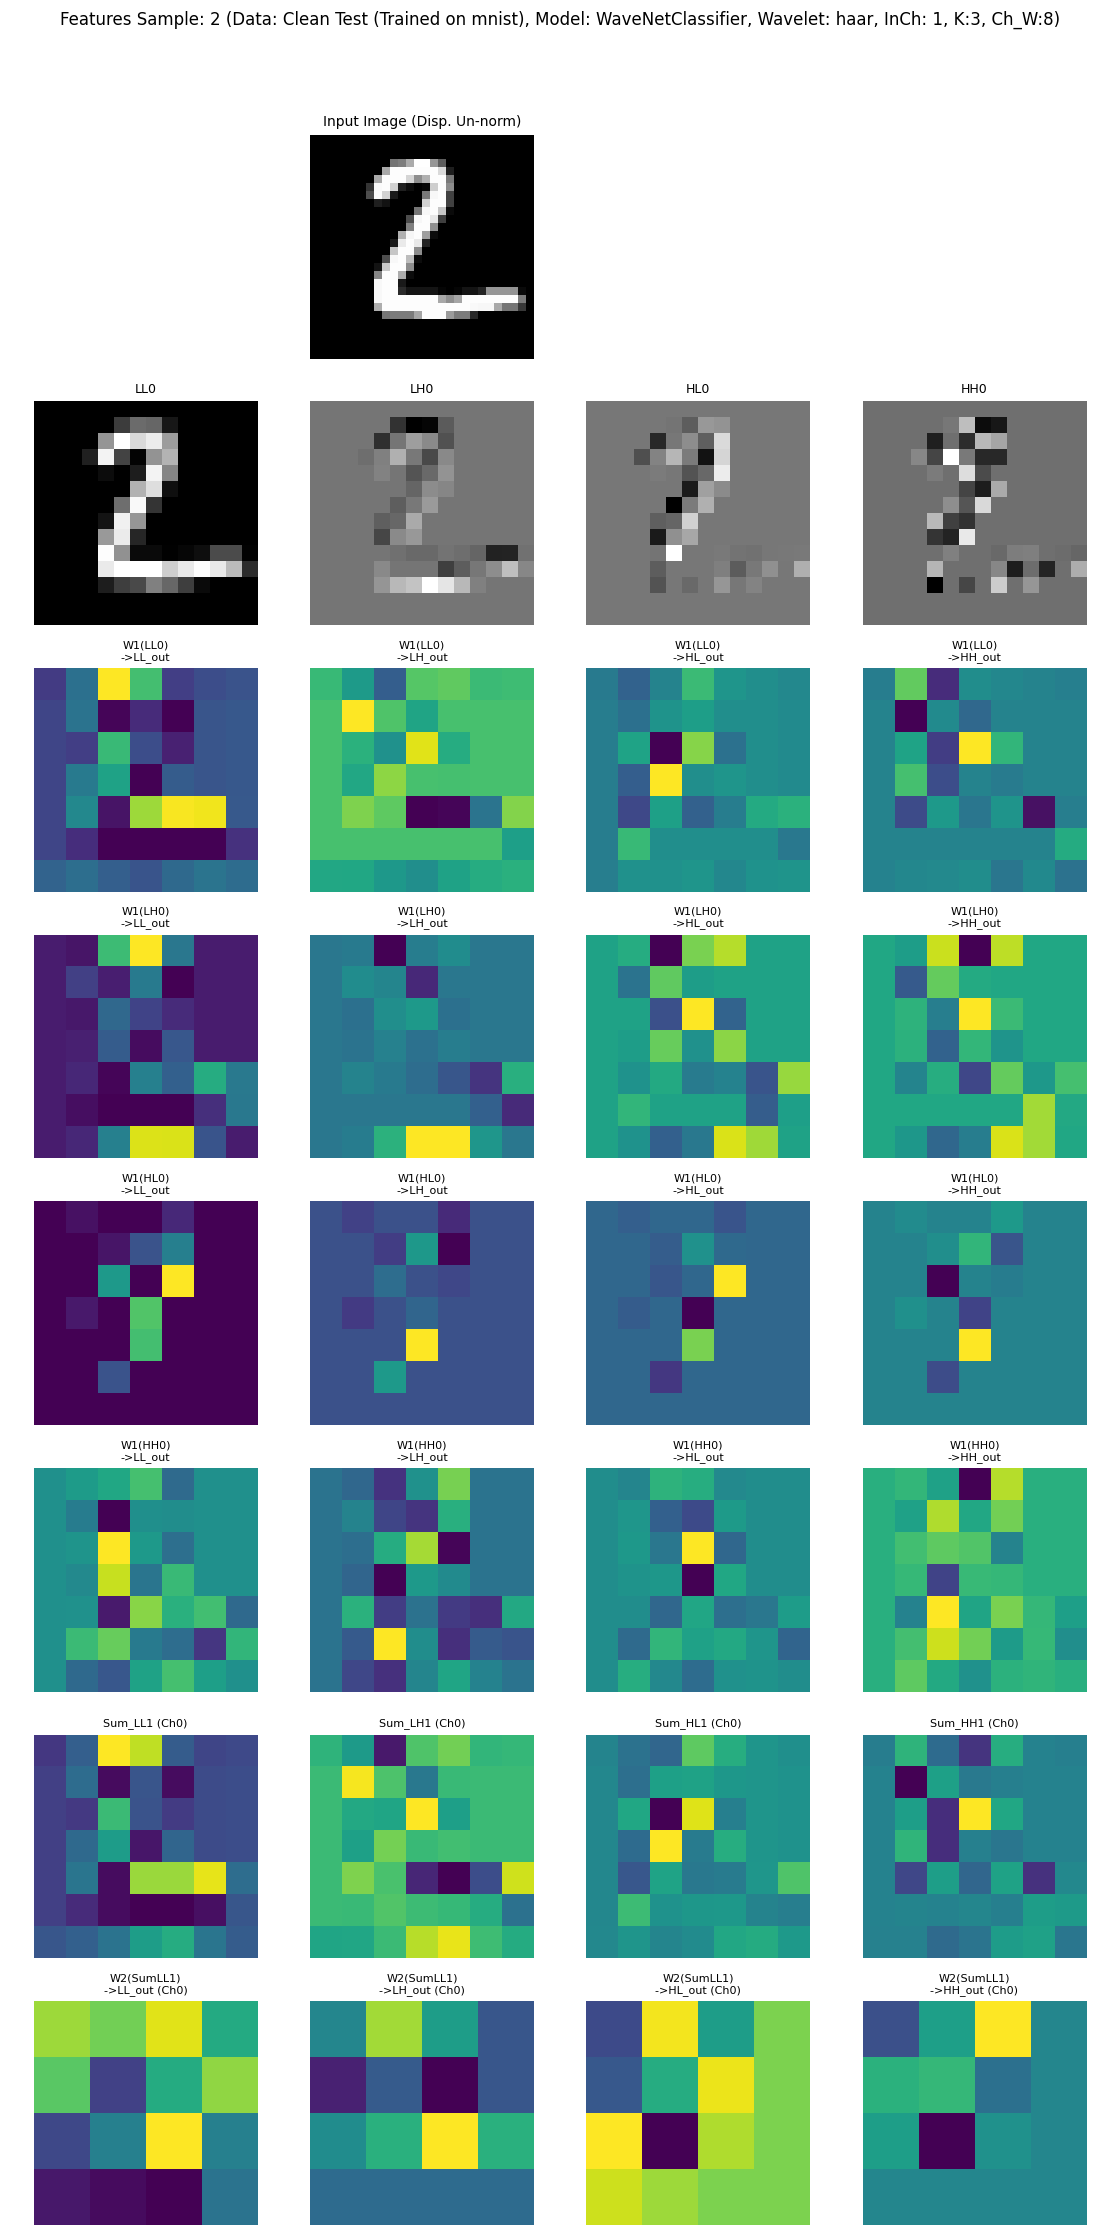 Features Sample: 2 (Data: Clean Test (Trained on mnist), Model: WaveNetClassifier, Wavelet: haar, InCh: 1, K:3, Ch_W:8)
Input Image (Disp. Un-norm)
2
LL0
LH0
HL0
HH0
W1(LL0)
->LL_out
W1(LL0)
->LH_out
W1(LL0)
->HL_out
W1(LL0)
->HH_out
W1(LH0)
->LL_out
W1(LH0)
->LH_out
W1(LH0)
->HL_out
W1(LH0)
->HH_out
W1(HL0)
->LL_out
W1(HL0)
->LH_out
W1(HL0)
->HL_out
W1(HL0)
->HH_out
W1(HH0)
->LL_out
W1(HH0)
->LH_out
W1(HH0)
->HL_out
W1(HH0)
->HH_out
Sum_LL1 (Ch0)
Sum_LH1 (Ch0)
Sum_HL1 (Ch0)
Sum_HH1 (Ch0)
W2(SumLL1)
->LL_out (Ch0)
W2(SumLL1)
->LH_out (Ch0)
W2(SumLL1)
->HL_out (Ch0)
W2(SumLL1)
->HH_out (Ch0)